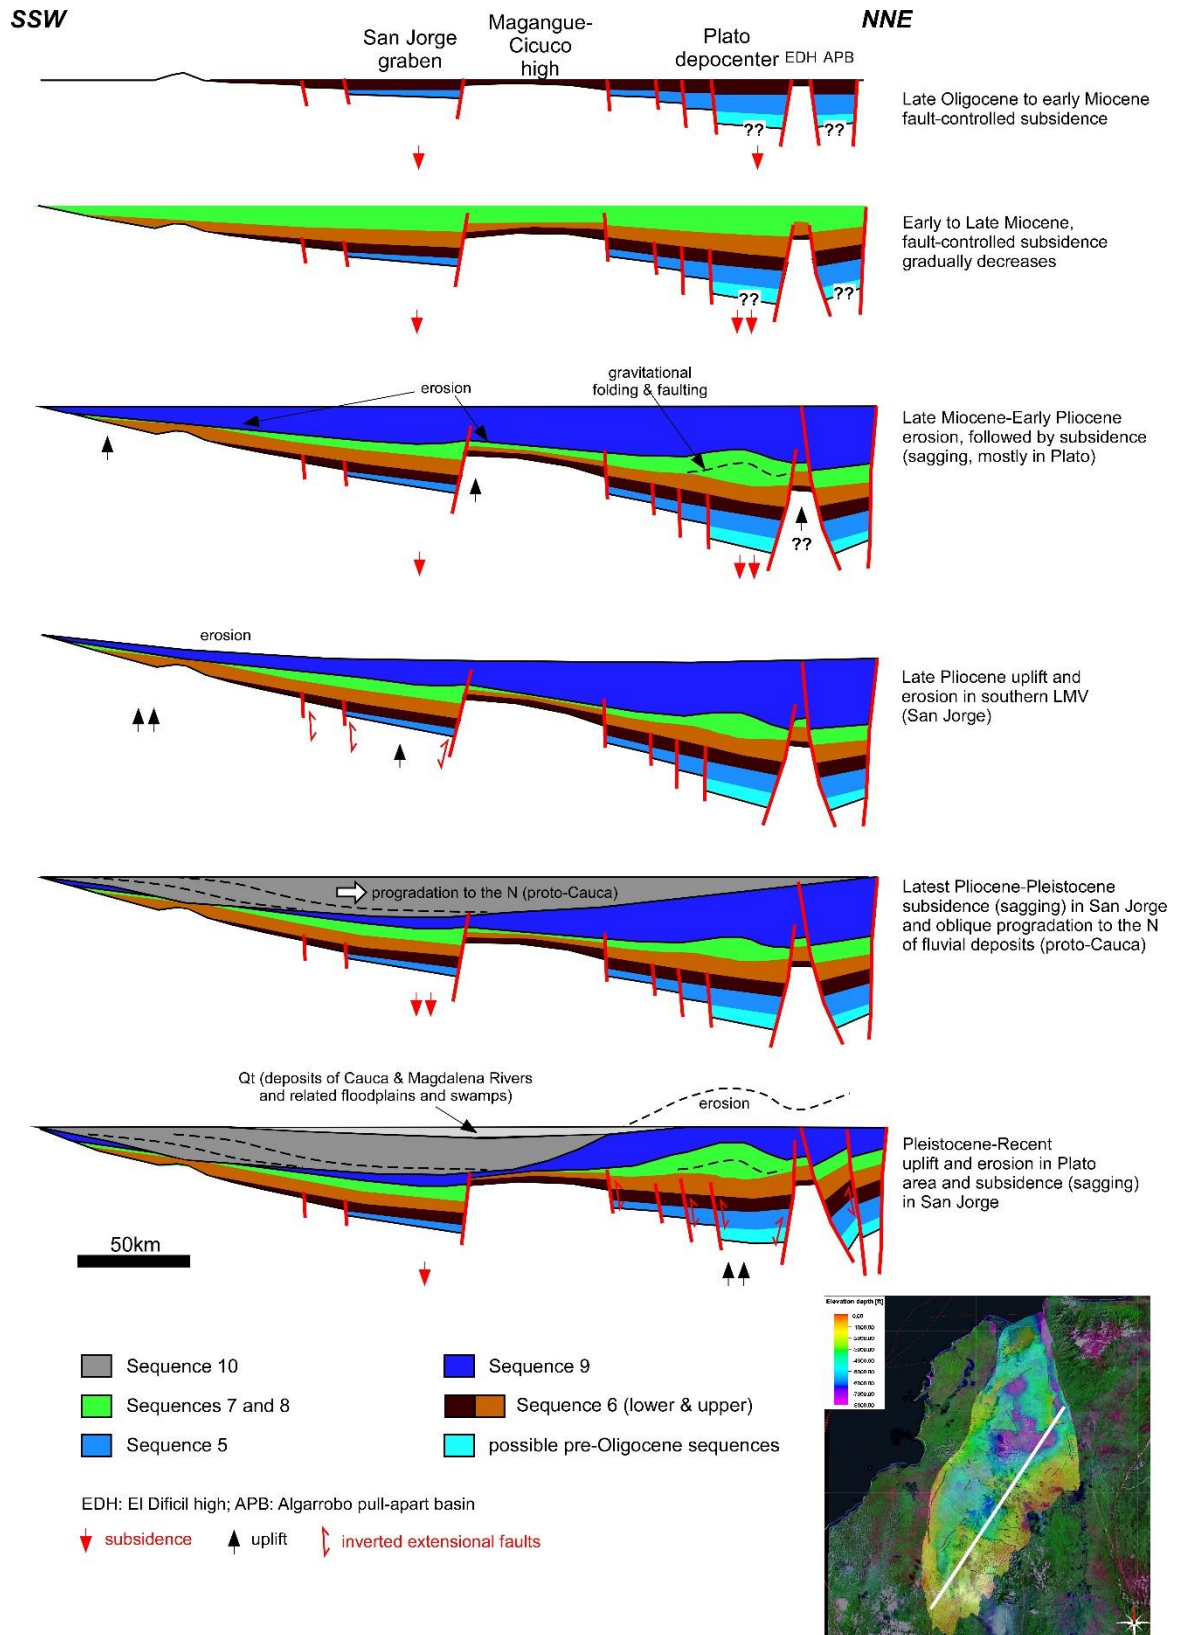 SSW
NNE
San Jorge
graben
Magangue-
Cicuco
high
Plato
depocenter
EDH
APB
??
??
Late Oligocene to early Miocene
fault-controlled subsidence
??
??
Early to Late Miocene,
fault-controlled subsidence
gradually decreases
erosion
gravitational
folding & faulting
??
Late Miocene-Early Pliocene
erosion, followed by subsidence
(sagging, mostly in Plato)
erosion
Late Pliocene uplift and
erosion in southern LMV
(San Jorge)
progradation to the N (proto-Cauca)
Latest Pliocene-Pleistocene
subsidence (sagging) in San Jorge
and oblique progradation to the N
of fluvial deposits (proto-Cauca)
Qt (deposits of Cauca & Magdalena Rivers
and related floodplains and swamps)
erosion
Pleistocene-Recent
uplift and erosion in Plato
area and subsidence (sagging)
in San Jorge
50km
Sequence 10
Sequence 9
Sequences 7 and 8
Sequence 6 (lower & upper)
Sequence 5
possible pre-Oligocene sequences
EDH: El Dificil high; APB: Algarrobo pull-apart basin
subsidence
uplift
inverted extensional faults
Elevation depth [ft]